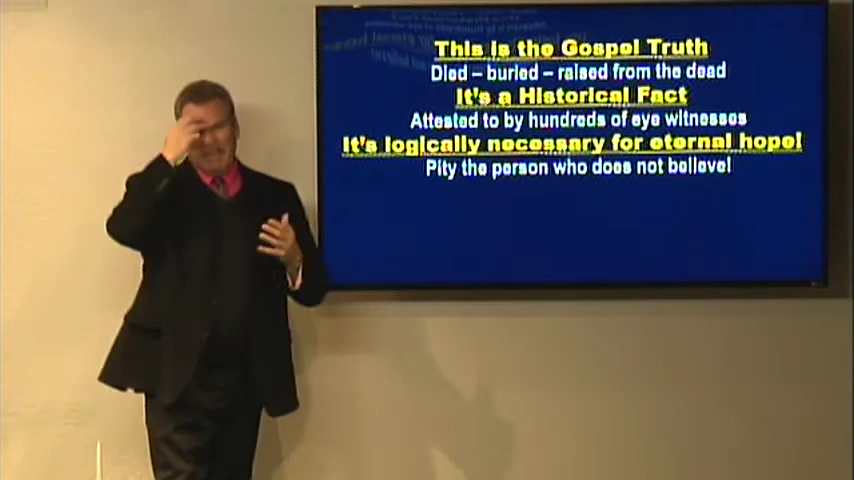 This is the Gospel Truth
Died – buried – raised from the dead
It's a Historical Fact
Attested to by hundreds of eye witnesses
It's logically necessary for eternal hope!
Pity the person who does not believe!